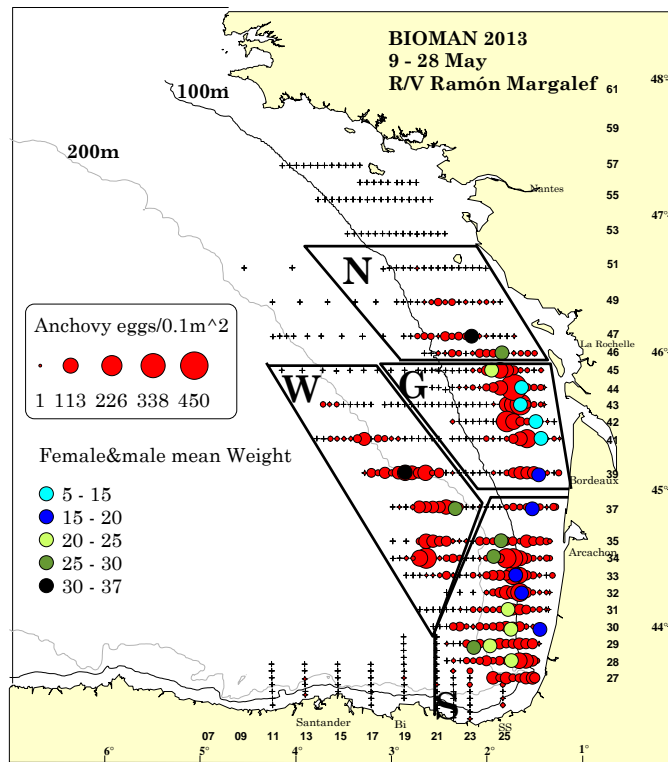 BIOMAN 2013
9 - 28 May
R/V Ramón Margalef
100m
200m
48°
61
59
57
55
Nantes
47°
53
51
N
49
47
La Rochelle
46
46°
45
44
43
42
41
39
Bordeaux
45°
37
35
Arcachon
34
33
32
31
30
44°
29
28
27
W
G
S
Anchovy eggs/0.1m^2
1 113 226 338 450
Female&male mean Weight
5 - 15
15 - 20
20 - 25
25 - 30
30 - 37
Santander Bi SS
07 09 11 13 15 17 19 21 23 25
6° 5° 4° 3° 2° 1°